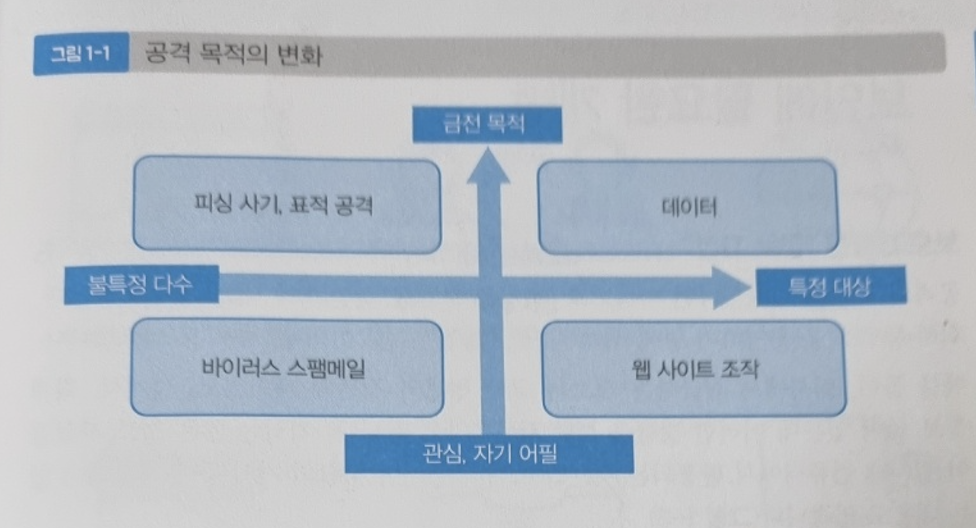 그림 1-1 공격 목적의 변화
금전 목적
피싱 사기, 표적 공격
데이터
불특정 다수
특정 대상
바이러스 스팸메일
웹 사이트 조작
관심, 자기 어필